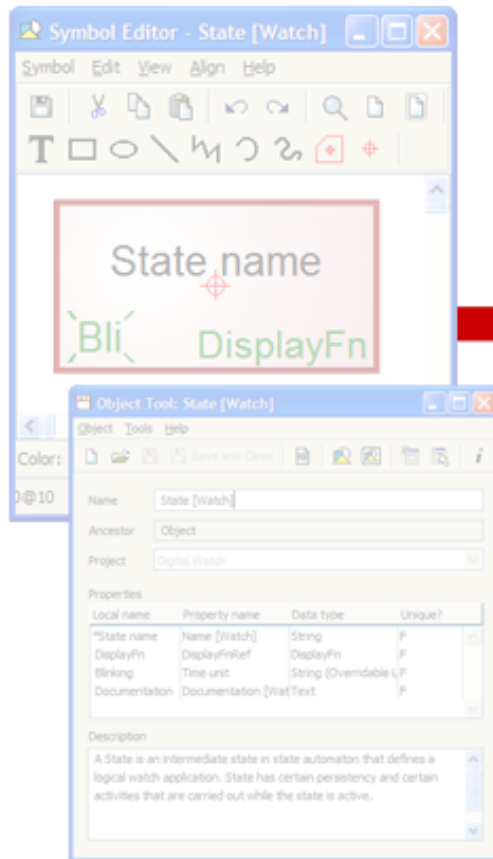 Symbol Editor - State [Watch]
Symbol Edit View Align Help
T
State name
Bli DisplayFn
Color:
0@10
Object Tool: State [Watch]
Object Tools Help
Save and Close
Name State [Watch]
Ancestor Object
Project Digital Watch
Properties
Local name Property name Data type Unique?
*State name Name [Watch] String F
DisplayFn DisplayFnRef DisplayFn F
Blinking Time unit String (Overridable L F
Documentation Documentation [Wat Text F
Description
A State is an intermediate state in state automaton that defines a
logical watch application. State has certain persistency and certain
activities that are carried out while the state is active.